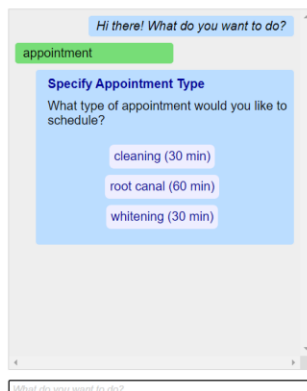 Hi there! What do you want to do?
appointment
Specify Appointment Type
What type of appointment would you like to
schedule?
cleaning (30 min)
root canal (60 min)
whitening (30 min)
What do you want to do?